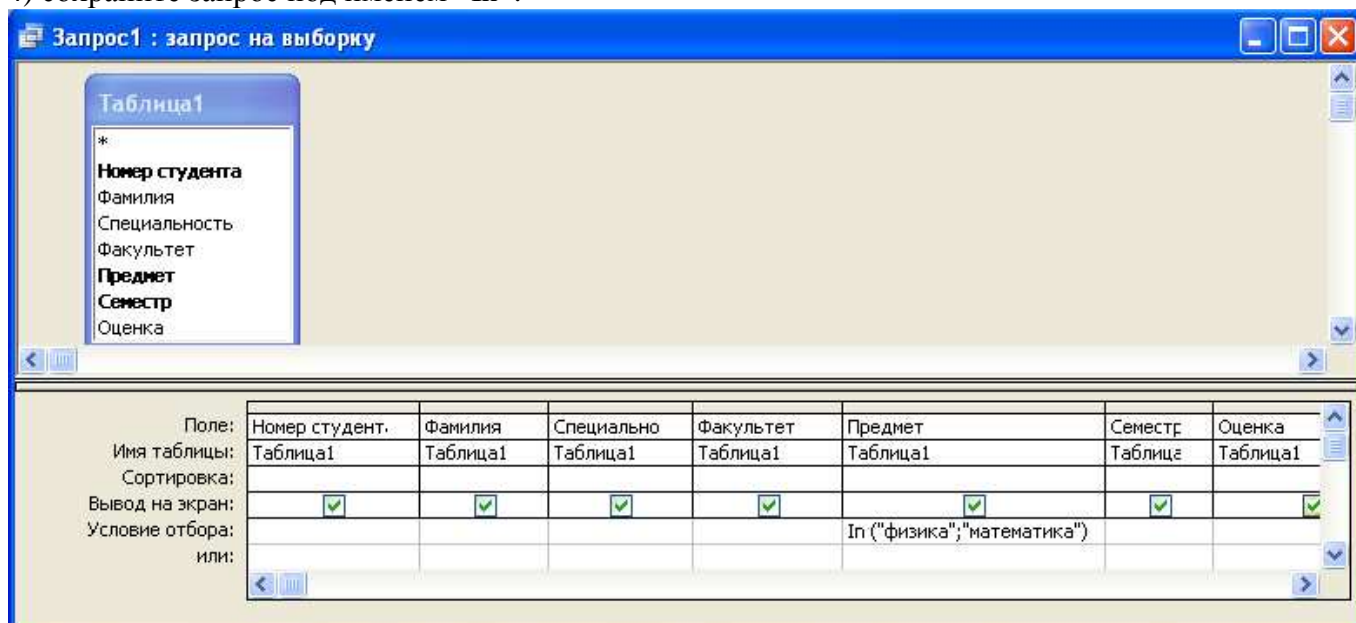 Запрос1 : запрос на выборку
Таблица1
*
Номер студента
Фамилия
Специальность
Факультет
Предмет
Семестр
Оценка
Поле: Номер студент Фамилия Специально Факультет Предмет Семестр Оценка
Имя таблицы: Таблица1 Таблица1 Таблица1 Таблица1 Таблица1 Таблица Таблица1
Сортировка:
Вывод на экран:
Условие отбора: In ("физика";"математика")
или: